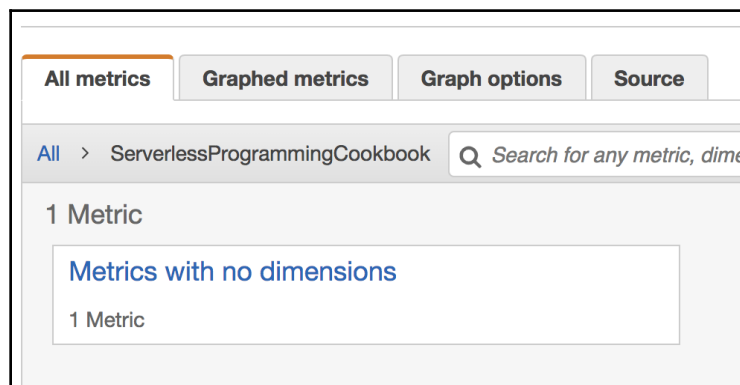 All metrics Graphed metrics Graph options Source
All > ServerlessProgrammingCookbook Search for any metric,
1 Metric
Metrics with no dimensions
1 Metric